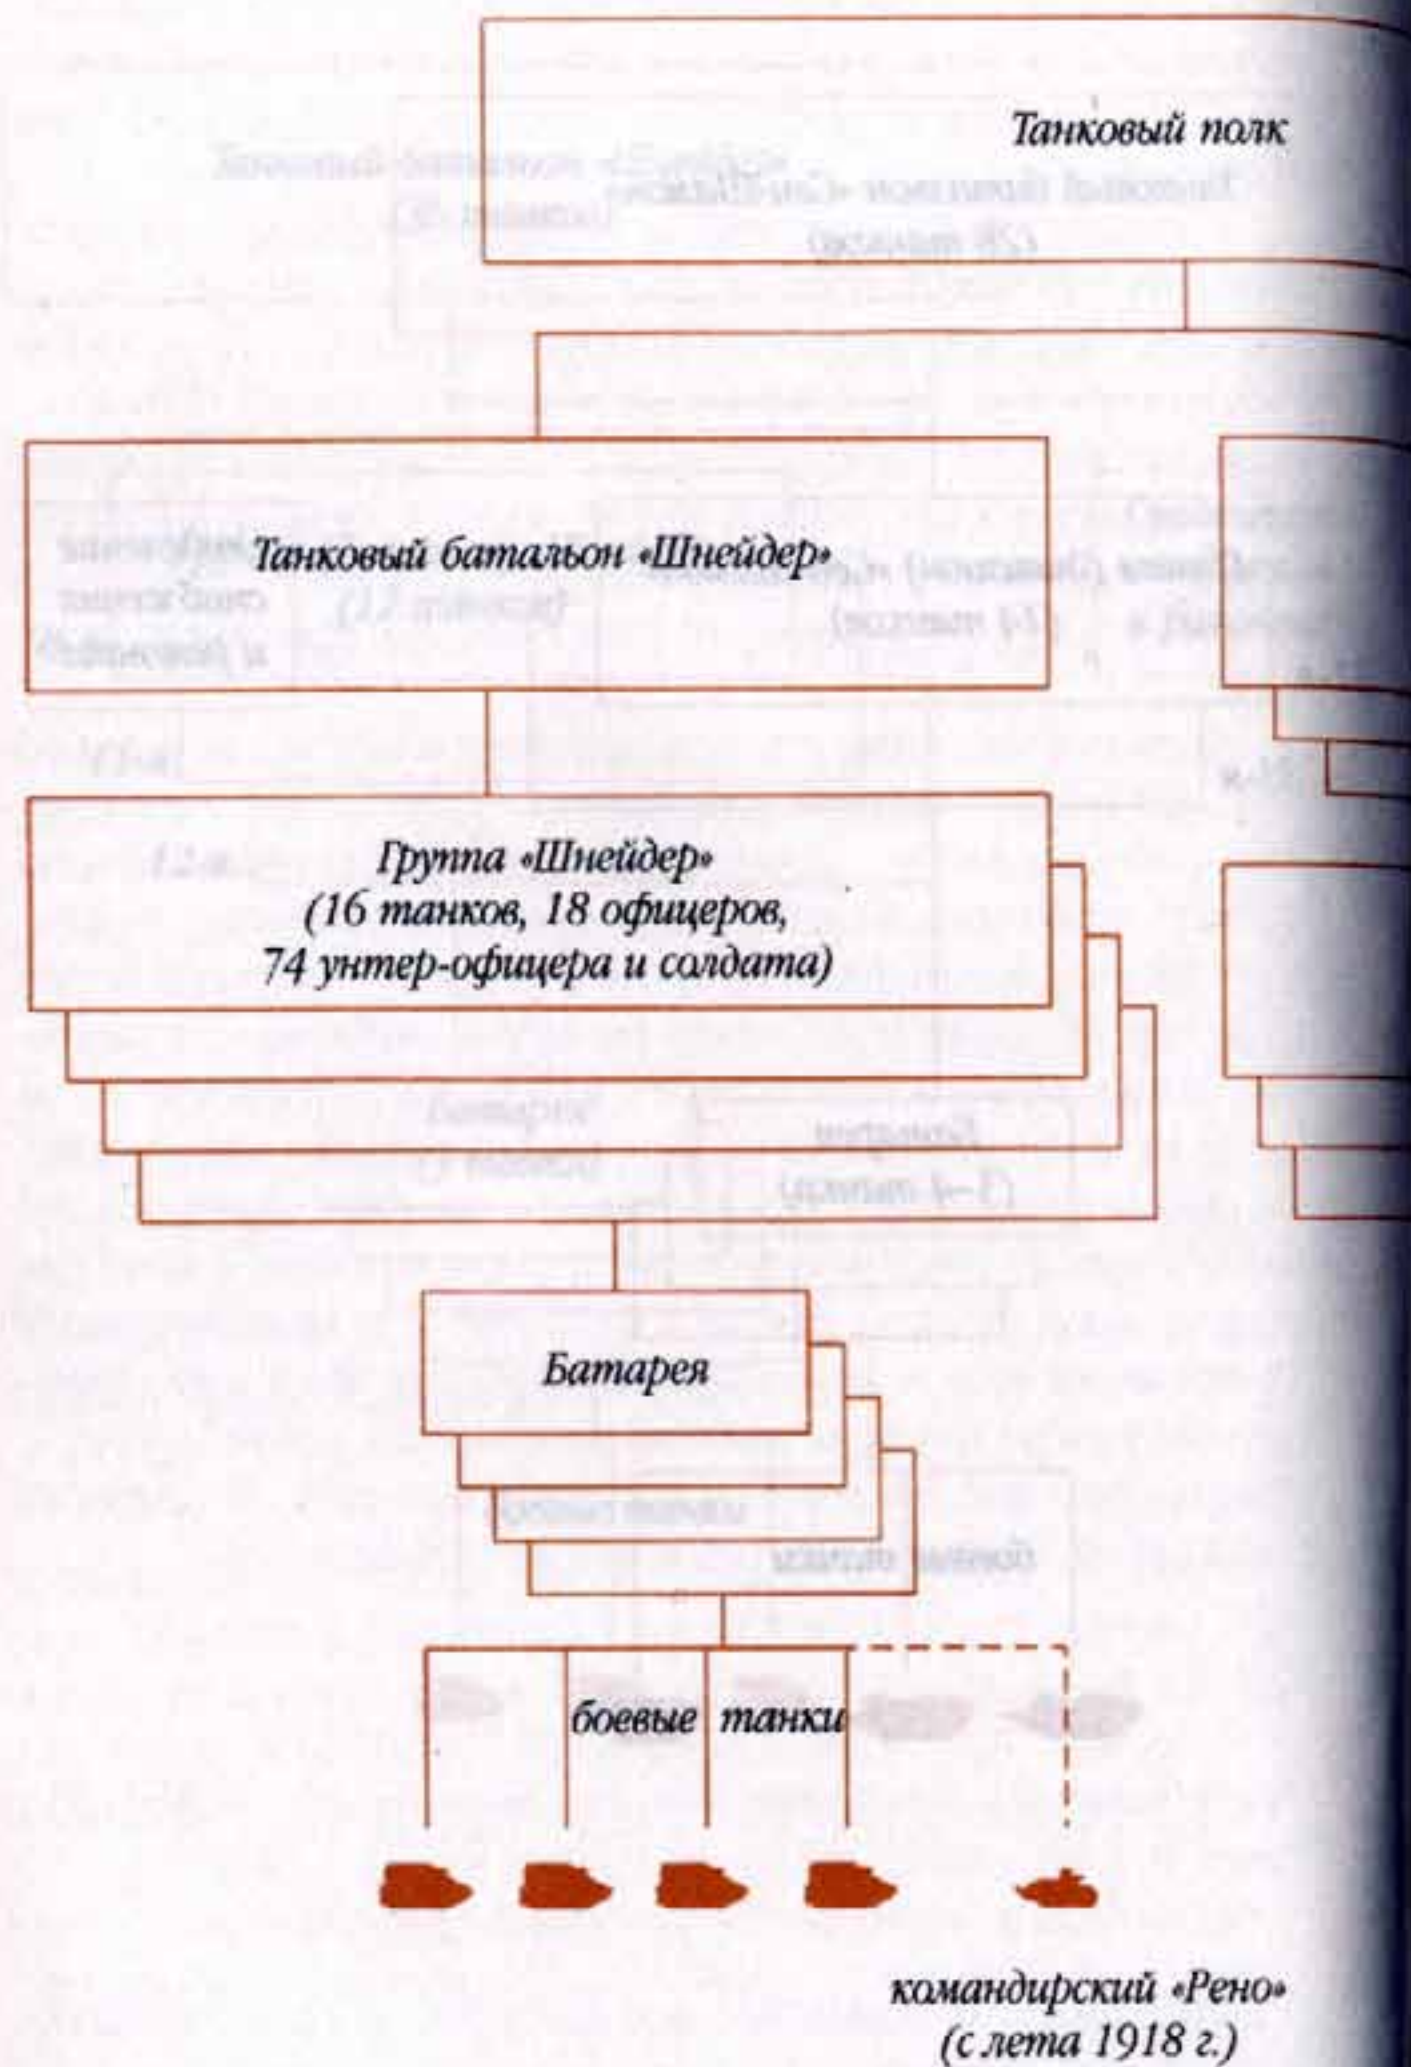 Танковый полк
Танковый батальон «Шнейдер»
Группа «Шнейдер»
(16 танков, 18 офицеров,
74 унтер-офицера и солдата)
Батарея
боевые танки
командирский «Рено»
(с лета 1918 г.)